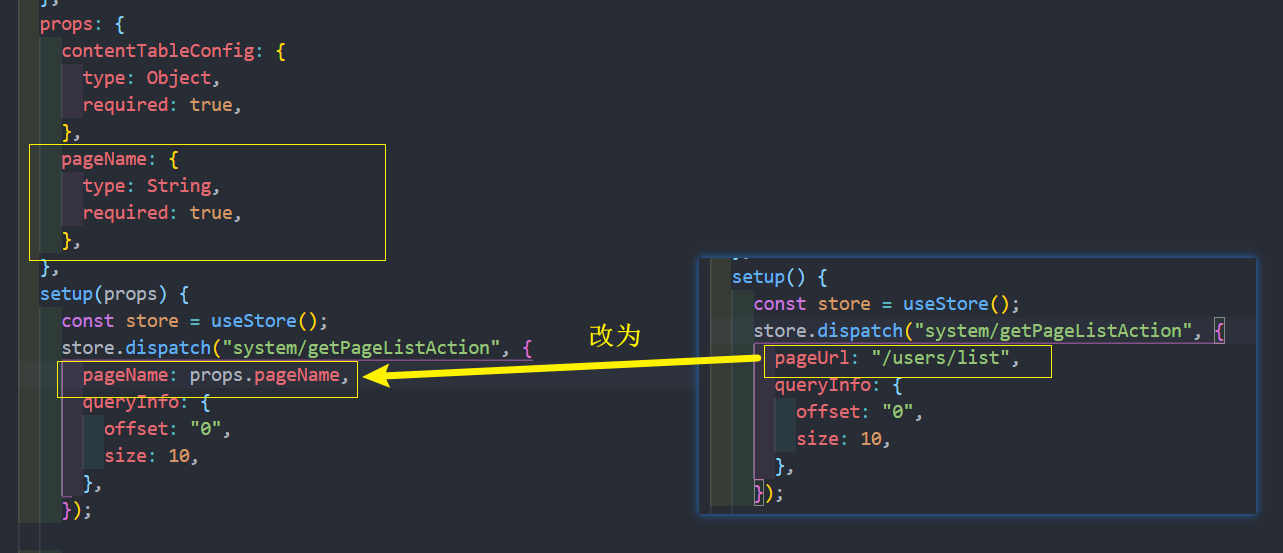 },
props: {
contentTableConfig: {
type: Object,
required: true,
},
pageName: {
type: String,
required: true,
},
},
setup(props) {
const store = useStore();
store.dispatch("system/getPageListAction", {
pageName: props.pageName,
queryInfo: {
offset: "0",
size: 10,
},
});
改为
setup() {
const store = useStore();
store.dispatch("system/getPageListAction", {
pageUrl: "/users/list",
queryInfo: {
offset: "0",
size: 10,
},
});